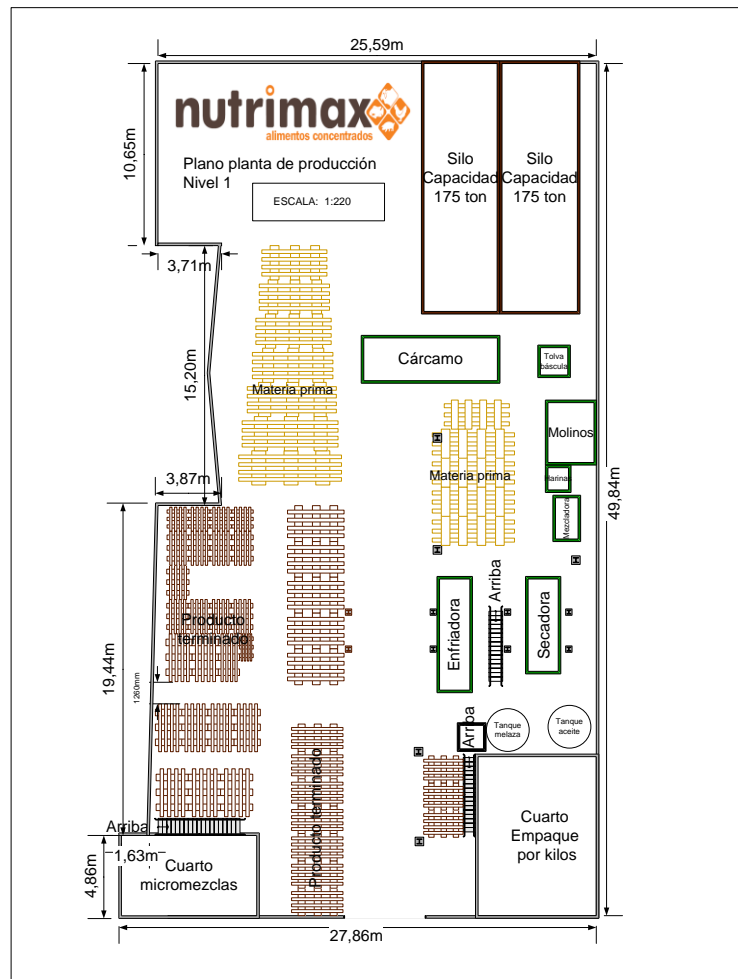 25,59m
nutrimax
alimentos concentrados
10,65m
Plano planta de producción
Nivel 1
ESCALA: 1:220
Silo
Capacidad
175 ton
Silo
Capacidad
175 ton
3,71m
15,20m
Cárcamo
Tolva
báscula
Materia prima
Molinos
Materia prima
3,87m
Harinas
49,84m
Mezcladora
Arriba
Enfriadora
Secadora
Producto
terminado
19,44m
1260mm
Arriba
Tanque
melaza
Tanque
aceite
Producto terminado
Arriba
Cuarto
Empaque
por kilos
1,63m
4,86m
Cuarto
micromezclas
27,86m